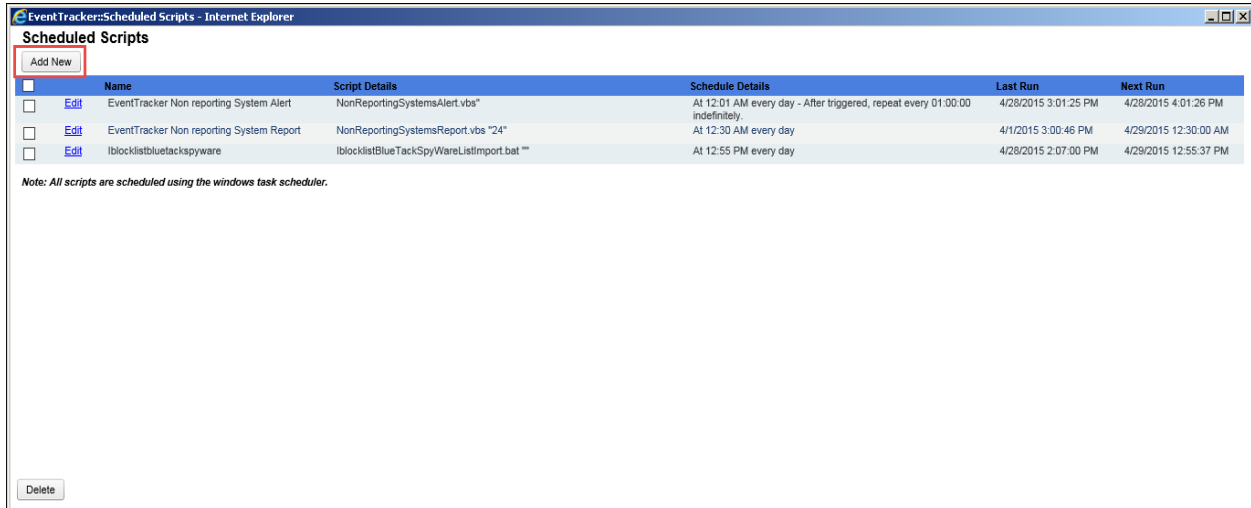 EventTracker::Scheduled Scripts - Internet Explorer
Scheduled Scripts
Add New
Name Script Details Schedule Details Last Run Next Run
Edit EventTracker Non reporting System Alert NonReportingSystemsAlert.vbs" At 12:01 AM every day - After triggered, repeat every 01:00:00 4/28/2015 3:01:25 PM 4/28/2015 4:01:26 PM
indefinitely.
Edit EventTracker Non reporting System Report NonReportingSystemsReport.vbs "24" At 12:30 AM every day 4/1/2015 3:00:46 PM 4/29/2015 12:30:00 AM
Edit Iblocklistbluetackspyware IblocklistBlueTackSpyWareListImport.bat "" At 12:55 PM every day 4/28/2015 2:07:00 PM 4/29/2015 12:55:37 PM
Note: All scripts are scheduled using the windows task scheduler.
Delete